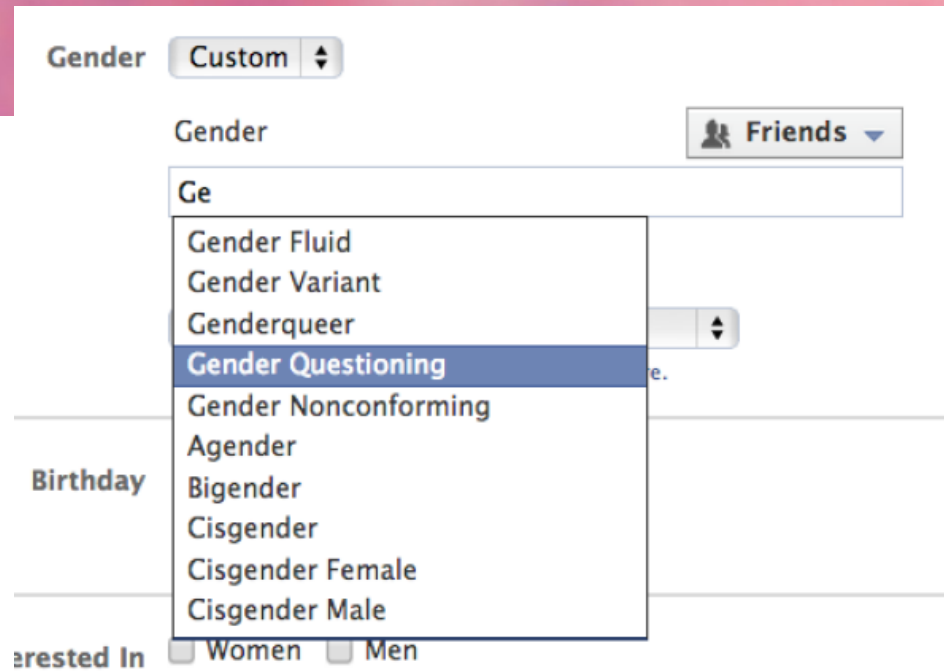 Gender Custom
Gender Friends
Ge
Gender Fluid
Gender Variant
Genderqueer
Gender Questioning
re.
Gender Nonconforming
Agender
Birthday
Bigender
Cisgender
Cisgender Female
Cisgender Male
erested In Women Men